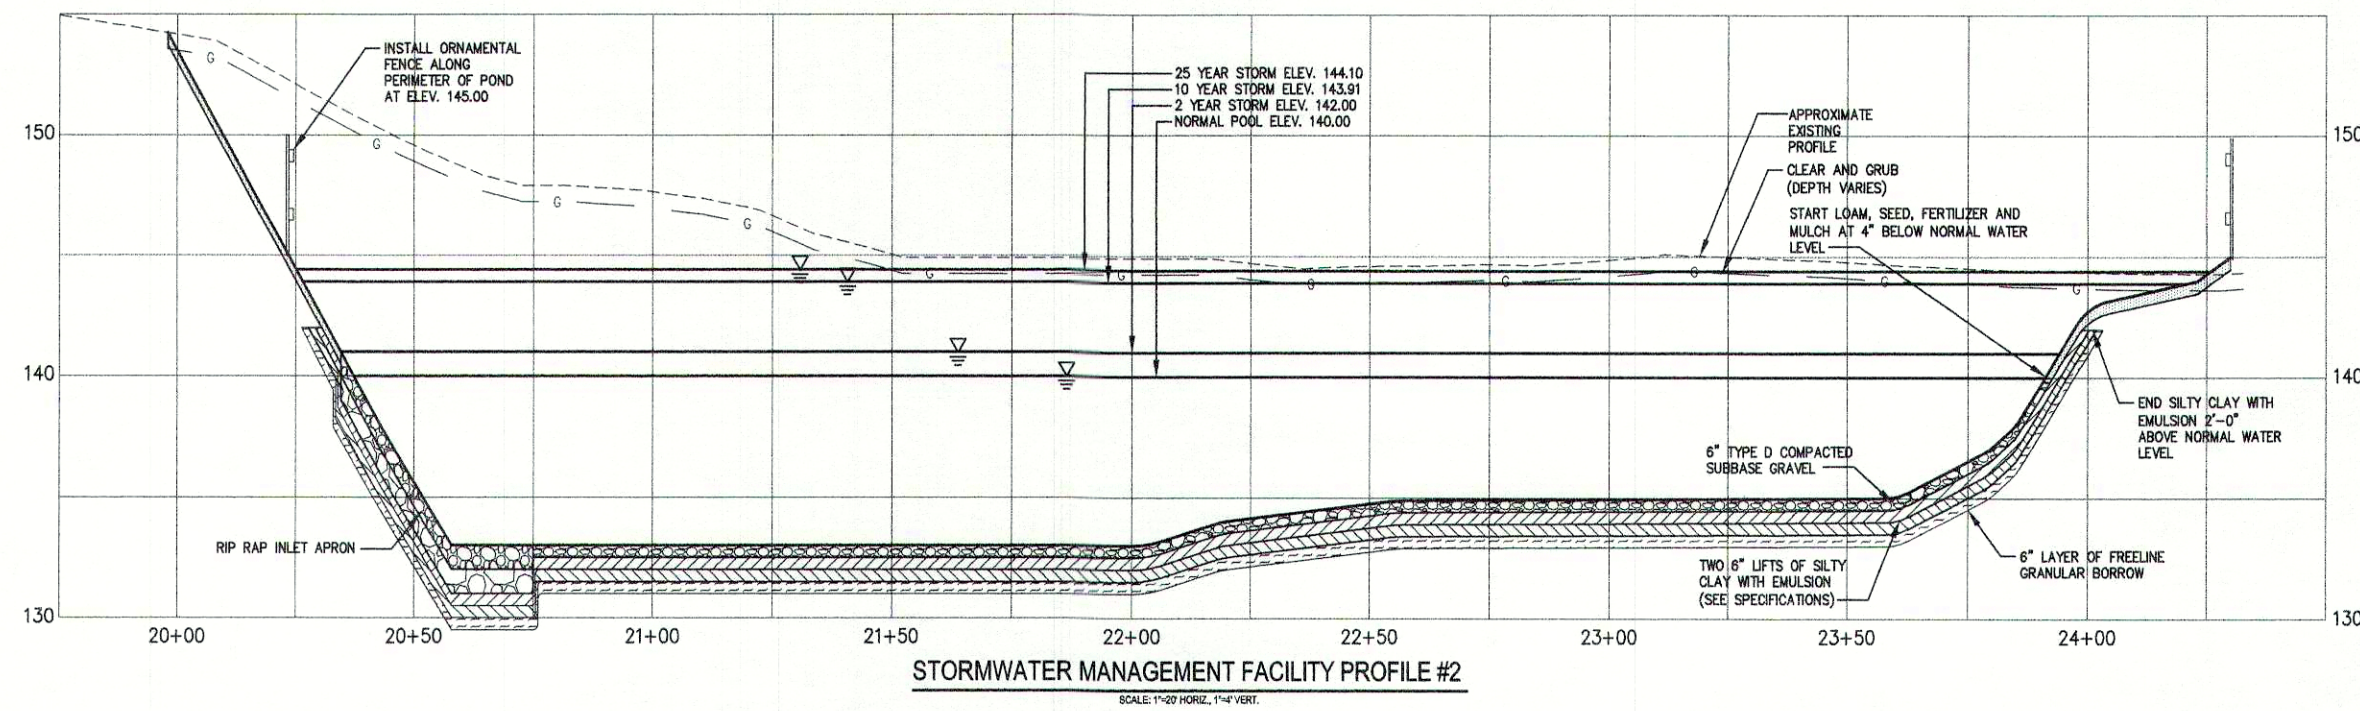 INSTALL ORNAMENTAL
FENCE ALONG
PERIMETER OF POND
AT ELEV. 145.00
25 YEAR STORM ELEV. 144.10
10 YEAR STORM ELEV. 143.91
2 YEAR STORM ELEV. 142.00
NORMAL POOL ELEV. 140.00
APPROXIMATE
EXISTING
PROFILE
CLEAR AND GRUB
(DEPTH VARIES)
START LOAM, SEED, FERTILIZER AND
MULCH AT 4" BELOW NORMAL WATER
LEVEL
G
G
G
G
G
G
G
G
G
G
G
150
150
140
140
130
130
END SILTY CLAY WITH
EMULSION 2'-0"
ABOVE NORMAL WATER
LEVEL
6" TYPE D COMPACTED
SUBBASE GRAVEL
RIP RAP INLET APRON
TWO 6" LIFTS OF SILTY
CLAY WITH EMULSION
(SEE SPECIFICATIONS)
6" LAYER OF FREELINE
GRANULAR BORROW
20+00
20+50
21+00
21+50
22+00
22+50
23+00
23+50
24+00
STORMWATER MANAGEMENT FACILITY PROFILE #2
SCALE: 1"=20' HORIZ., 1"=4' VERT.